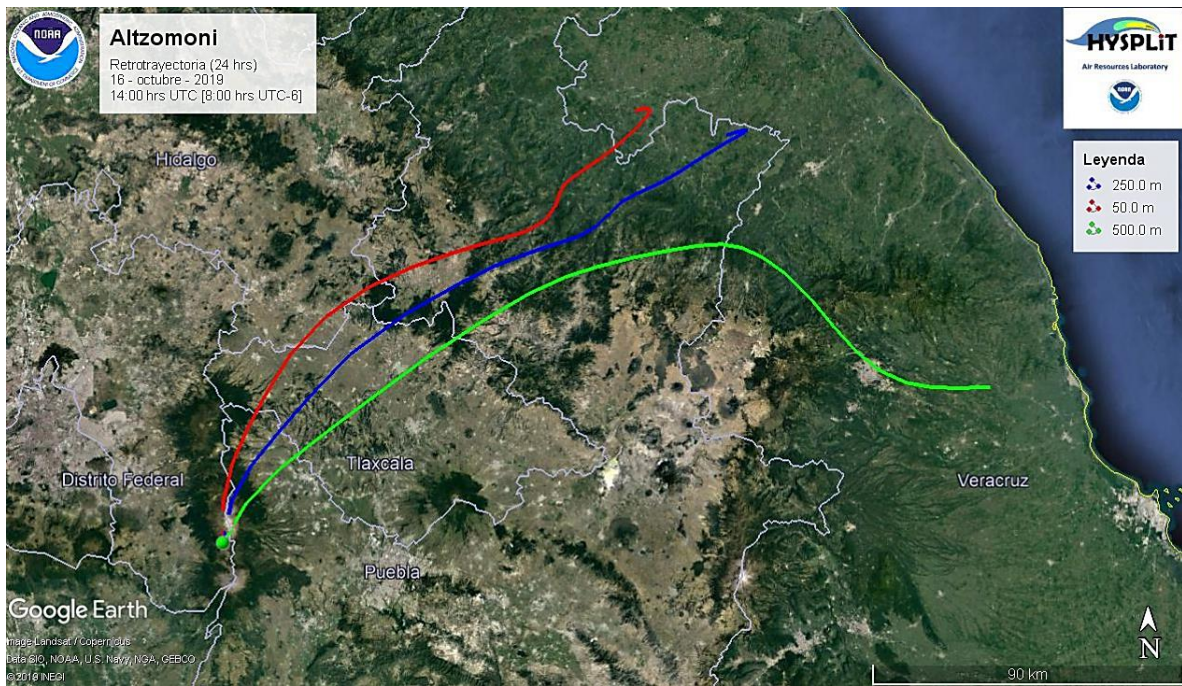 NOAA
Altzomoni
Retrotrayectoria (24 hrs)
16 - octubre - 2019
14:00 hrs UTC [8:00 hrs UTC-6]
HYSPLiT
Air Resources Laboratory
NOAA
Leyenda
250.0 m
50.0 m
500.0 m
Hidalgo
Distrito Federal
Tlaxcala
Veracruz
Puebla
Google Earth
Image Landsat / Copernicus
Data SIO, NOAA, U.S. Navy, NGA, GEBCO
N
90 km